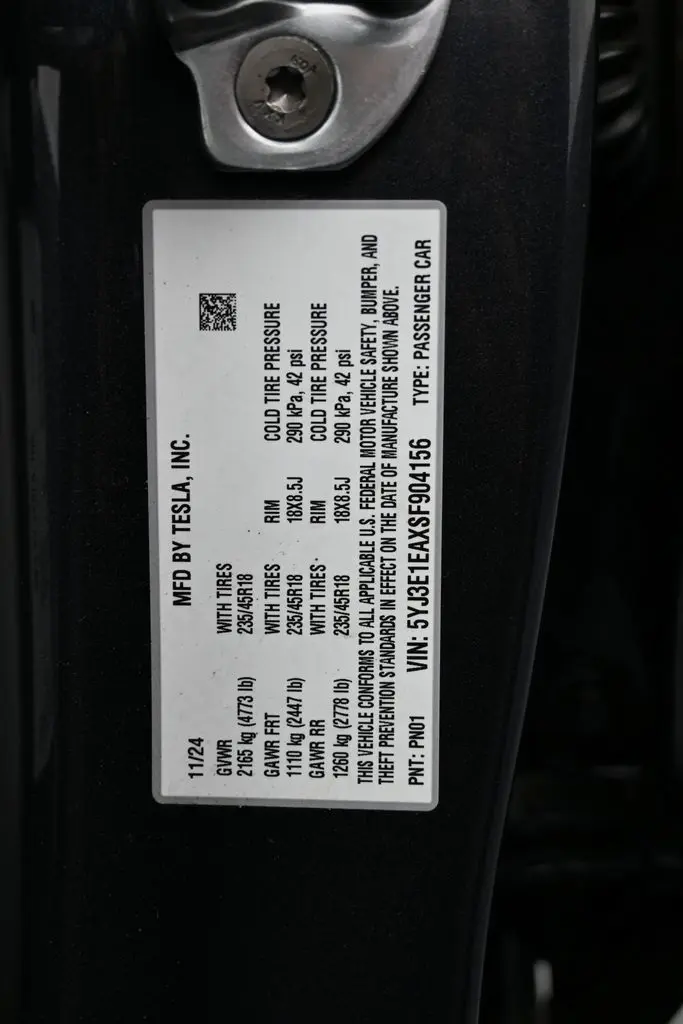 MFD BY TESLA, INC.
11/24
GVWR WITH TIRES
2165 kg (4773 lb) 235/45R18
GAWR FRT WITH TIRES RIM COLD TIRE PRESSURE
1110 kg (2447 lb) 235/45R18 18X8.5J 290 kPa, 42 psi
GAWR RR WITH TIRES RIM COLD TIRE PRESSURE
1260 kg (2778 lb) 235/45R18 18X8.5J 290 kPa, 42 psi
THIS VEHICLE CONFORMS TO ALL APPLICABLE U.S. FEDERAL MOTOR VEHICLE SAFETY, BUMPER, AND
THEFT PREVENTION STANDARDS IN EFFECT ON THE DATE OF MANUFACTURE SHOWN ABOVE.
PNT: PN01 VIN: 5YJ3E1EAXSF904156 TYPE: PASSENGER CAR